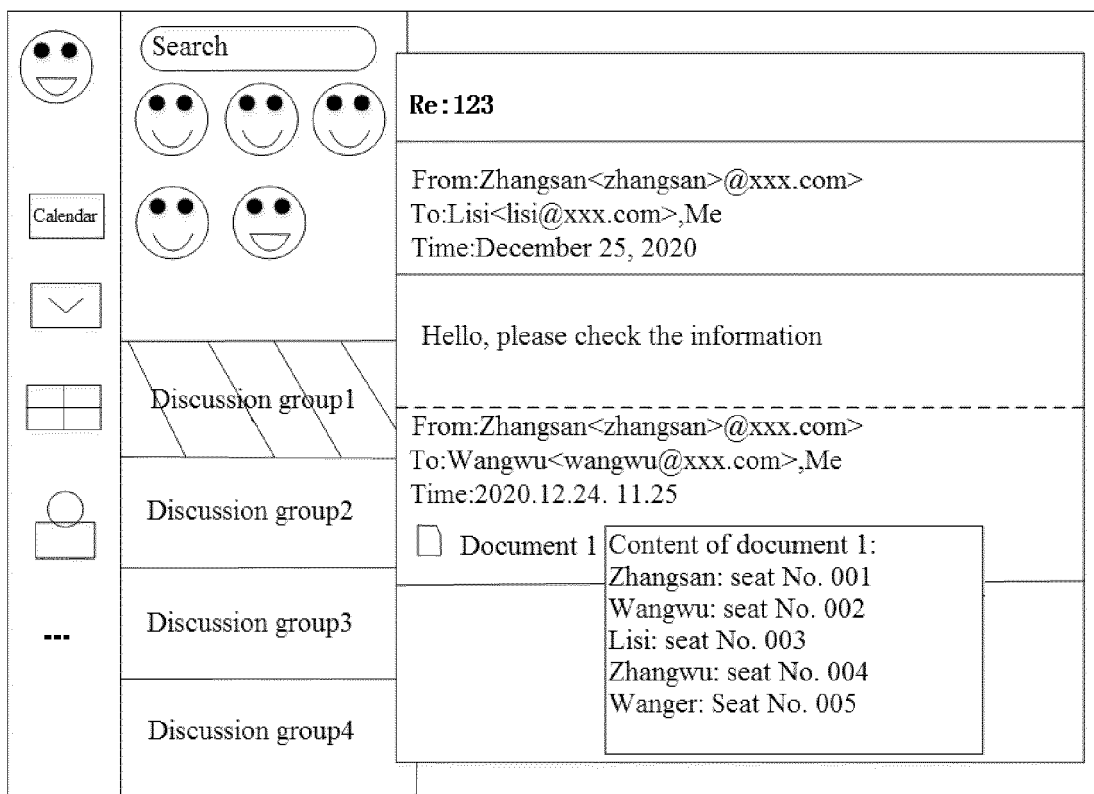 Search
Calendar
...
Discussion group1
Discussion group2
Discussion group3
Discussion group4
Re:123
From:Zhangsan<zhangsan>@xxx.com>
To:Lisi<lisi@xxx.com>,Me
Time:December 25, 2020
Hello, please check the information
From:Zhangsan<zhangsan>@xxx.com>
To:Wangwu<wangwu@xxx.com>,Me
Time:2020.12.24. 11.25
Document 1
Content of document 1:
Zhangsan: seat No. 001
Wangwu: seat No. 002
Lisi: seat No. 003
Zhangwu: seat No. 004
Wanger: Seat No. 005